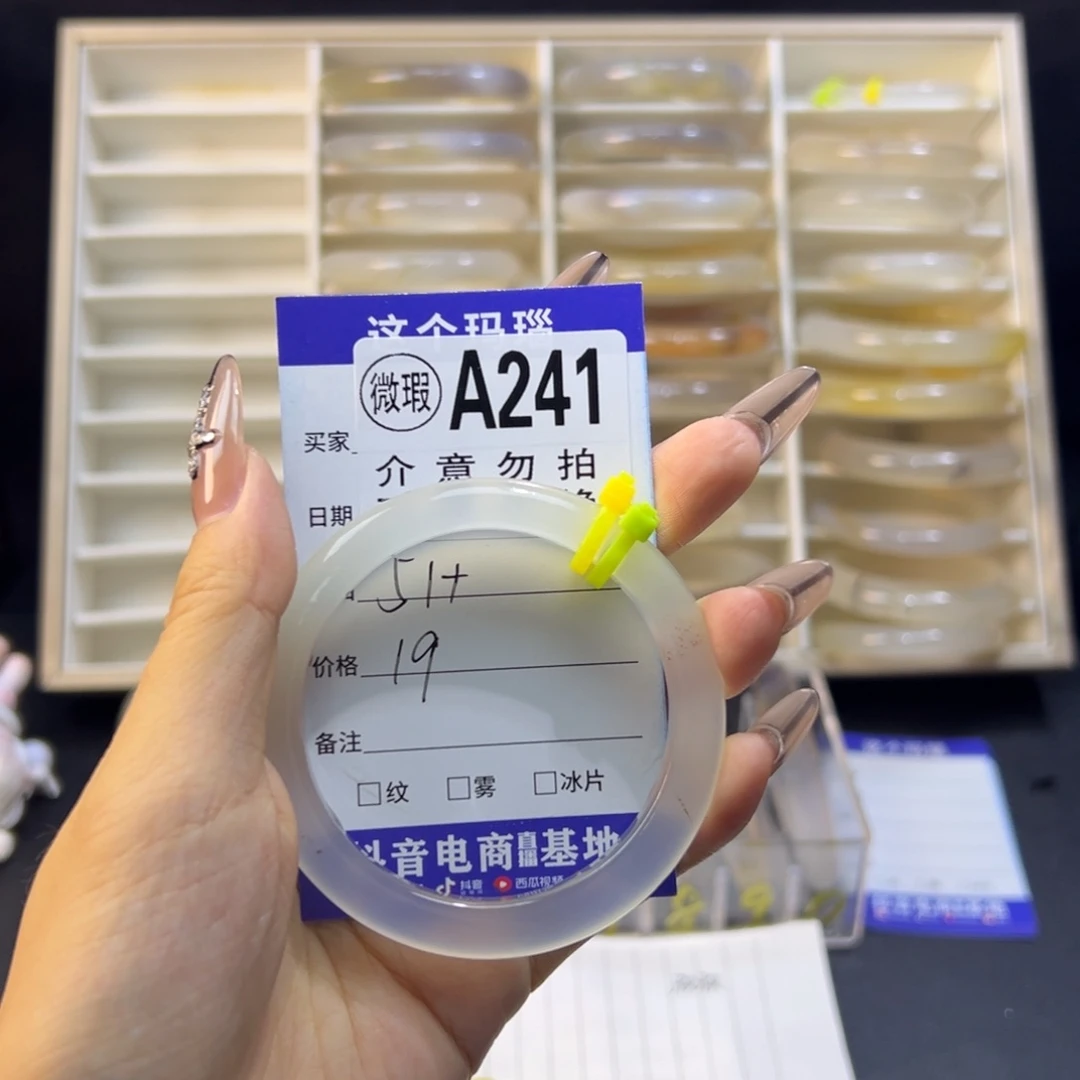 这个玛瑙
微瑕 A241
买家
介意勿拍
日期
51+
价格 19
备注
□纹 □雾 □冰片
抖音电商直播基地
抖音 西瓜视频